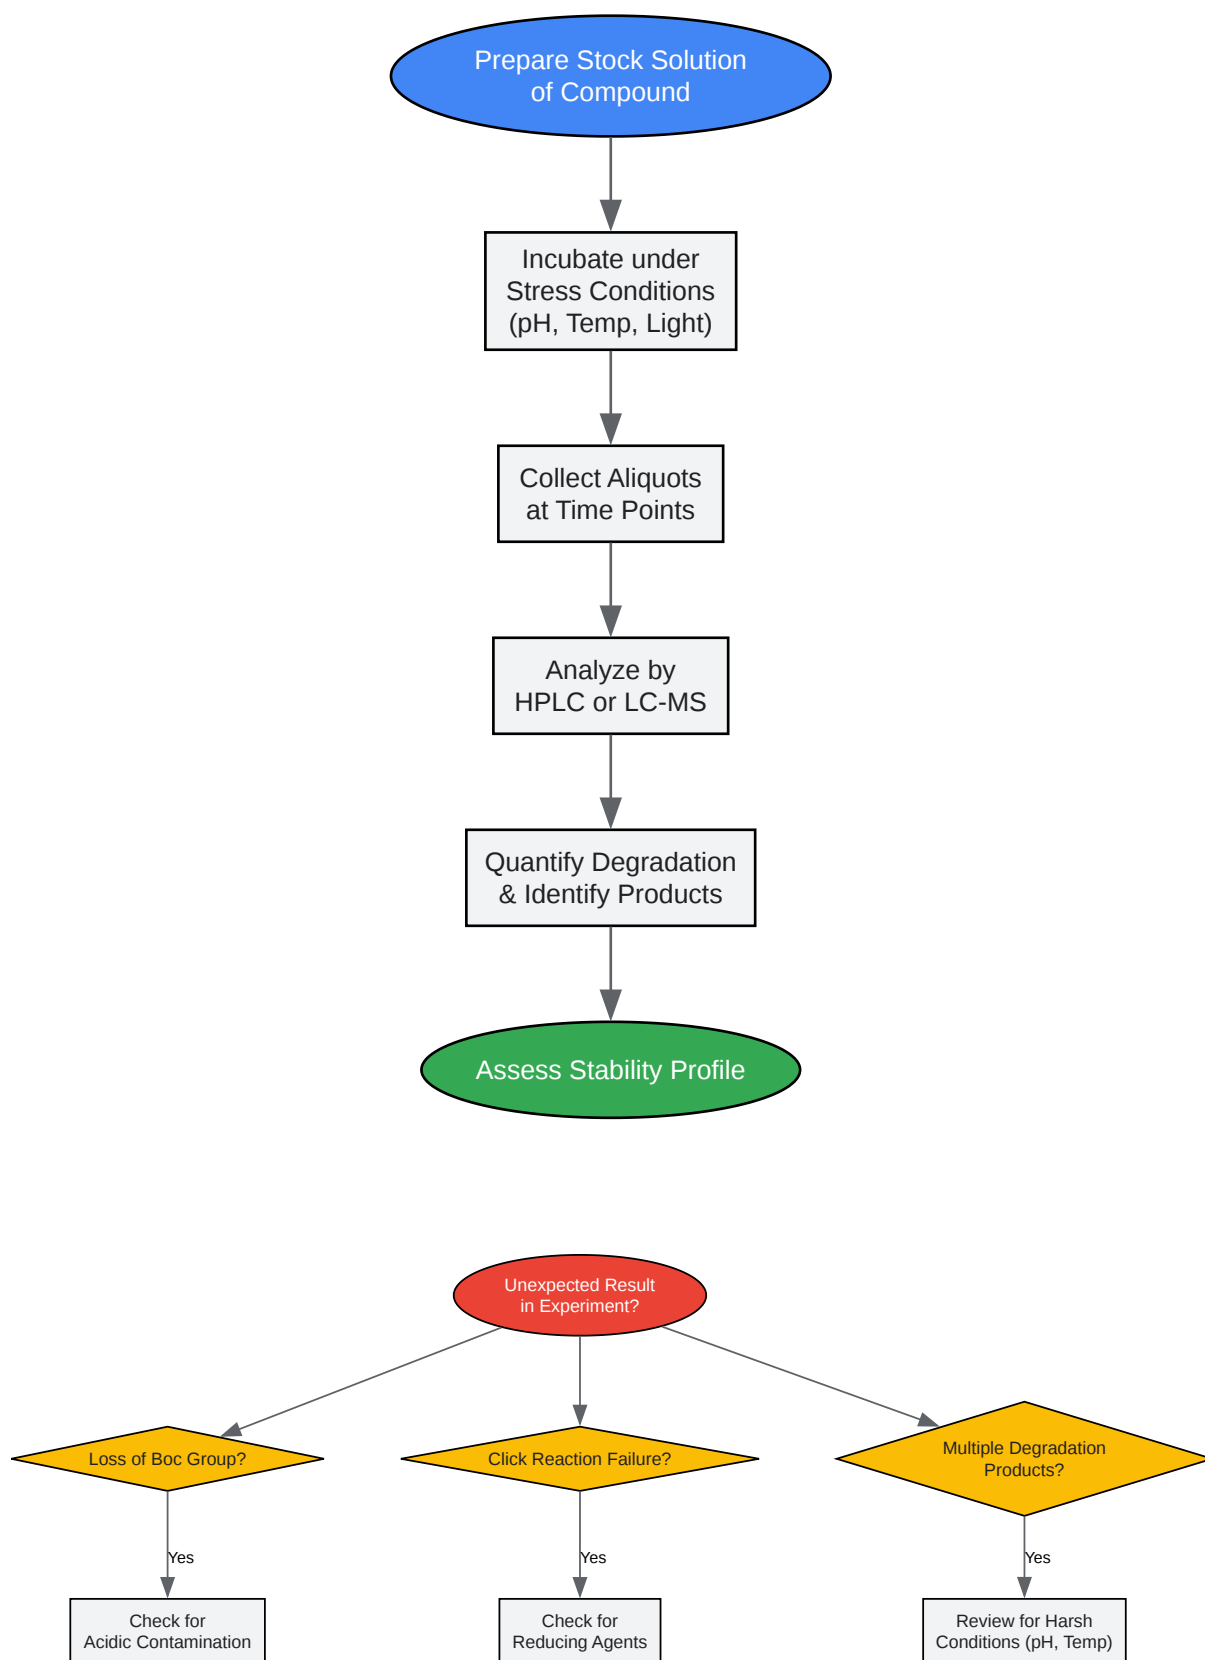 Prepare Stock Solution
of Compound
Incubate under
Stress Conditions
(pH, Temp, Light)
Collect Aliquots
at Time Points
Analyze by
HPLC or LC-MS
Quantify Degradation
& Identify Products
Assess Stability Profile
Unexpected Result
in Experiment?
Loss of Boc Group?
Click Reaction Failure?
Multiple Degradation
Products?
Yes
Yes
Yes
Check for
Acidic Contamination
Check for
Reducing Agents
Review for Harsh
Conditions (pH, Temp)